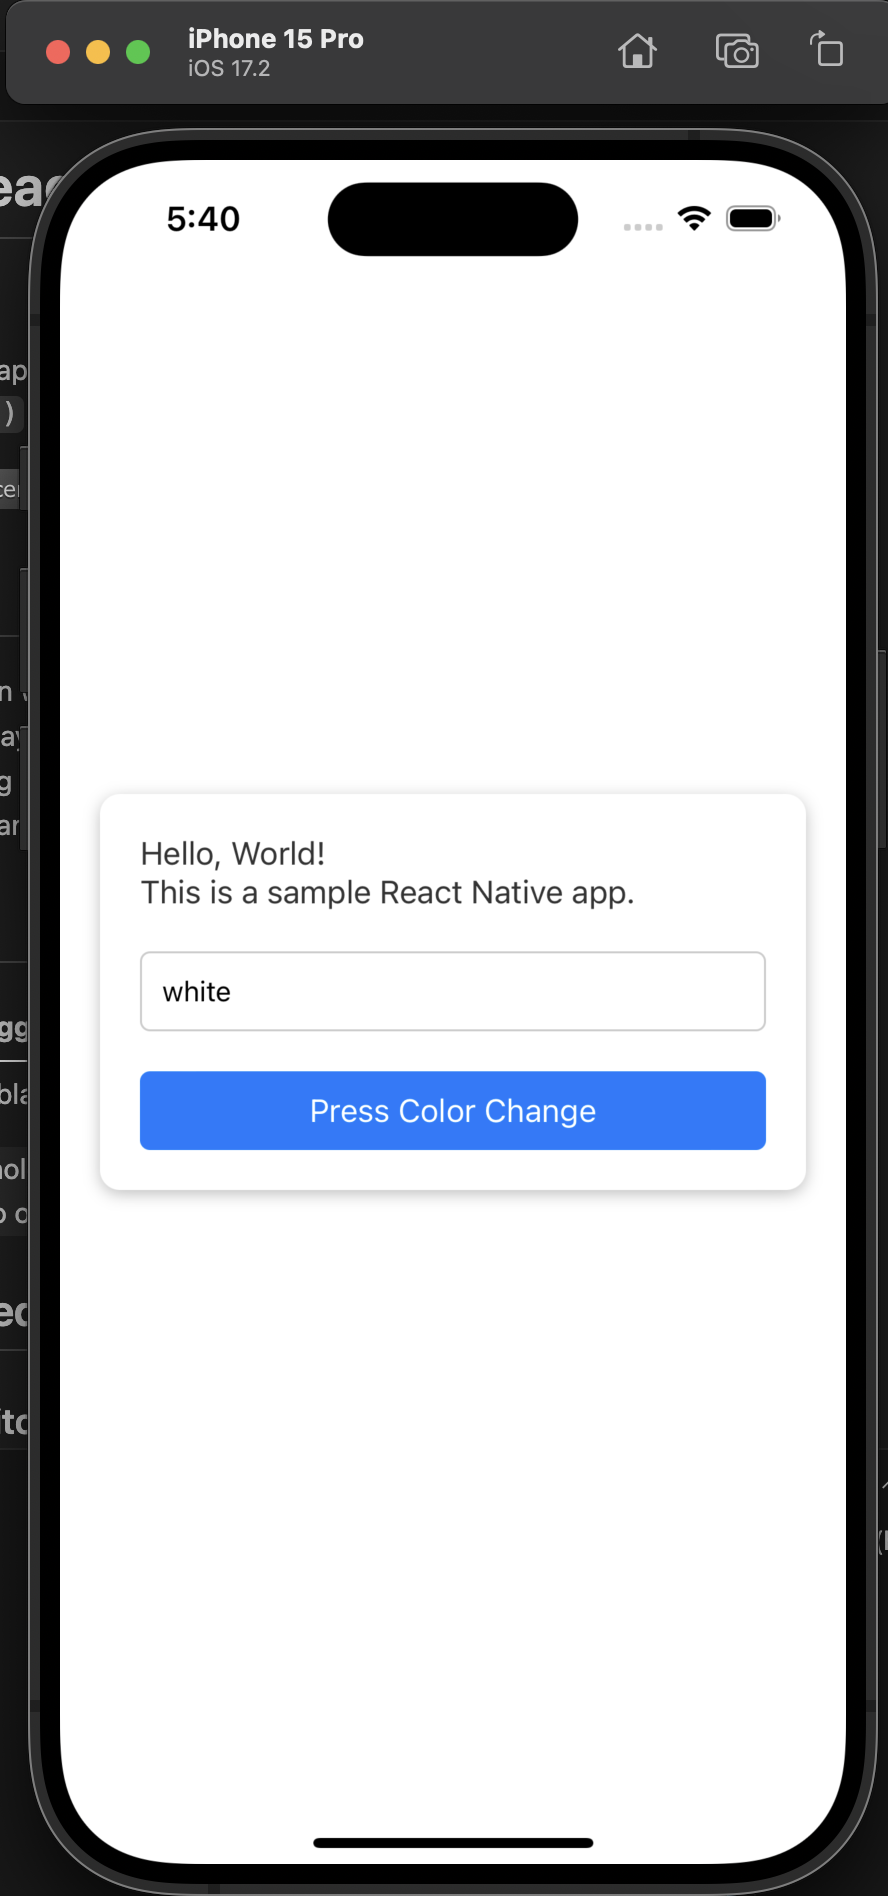 iPhone 15 Pro
iOS 17.2
5:40
Hello, World!
This is a sample React Native app.
white
Press Color Change